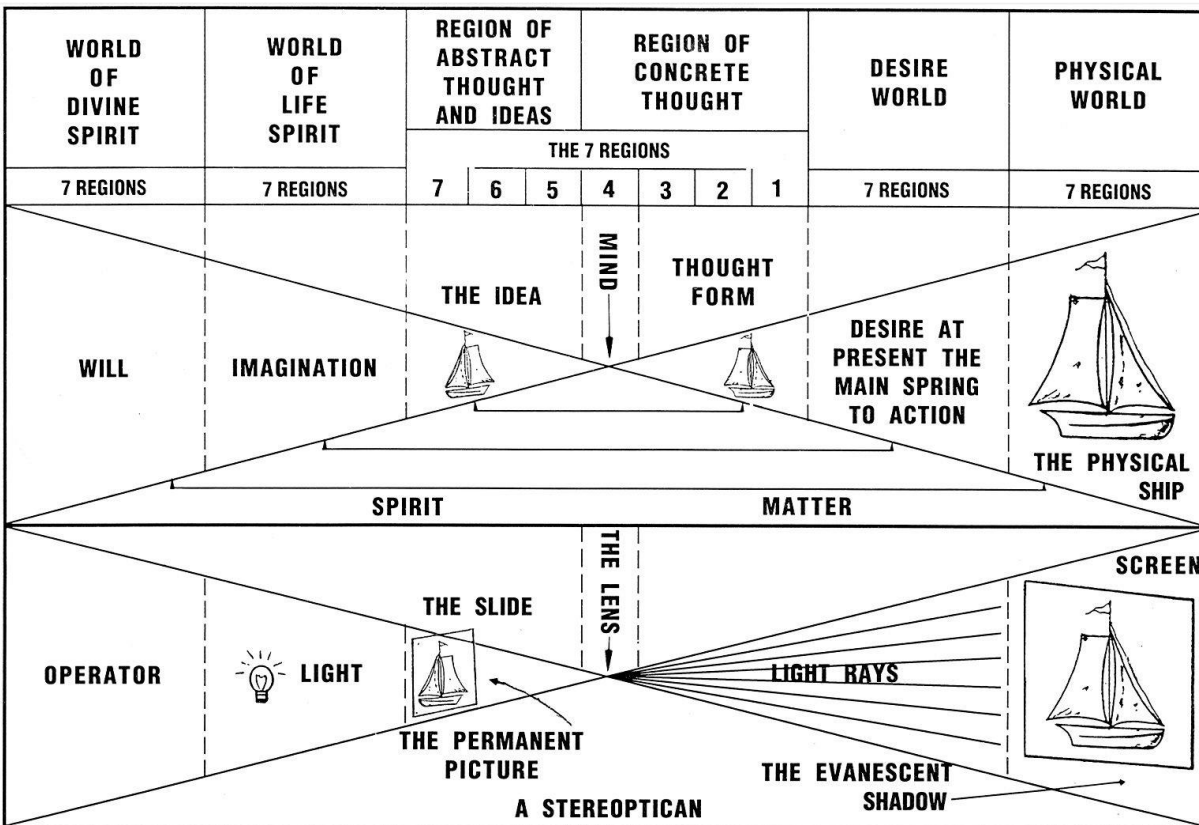 WORLD
OF
DIVINE
SPIRIT
WORLD
OF
LIFE
SPIRIT
REGION OF
ABSTRACT
THOUGHT
AND IDEAS
REGION OF
CONCRETE
THOUGHT
DESIRE
WORLD
PHYSICAL
WORLD
THE 7 REGIONS
7 REGIONS
7 REGIONS
7
6
5
4
3
2
1
7 REGIONS
7 REGIONS
MIND
THE IDEA
THOUGHT
FORM
WILL
IMAGINATION
DESIRE AT
PRESENT THE
MAIN SPRING
TO ACTION
THE PHYSICAL
SHIP
SPIRIT
MATTER
THE LENS
SCREEN
THE SLIDE
OPERATOR
LIGHT
LIGHT RAYS
THE PERMANENT
PICTURE
THE EVANESCENT
SHADOW
A STEREOPTICAN